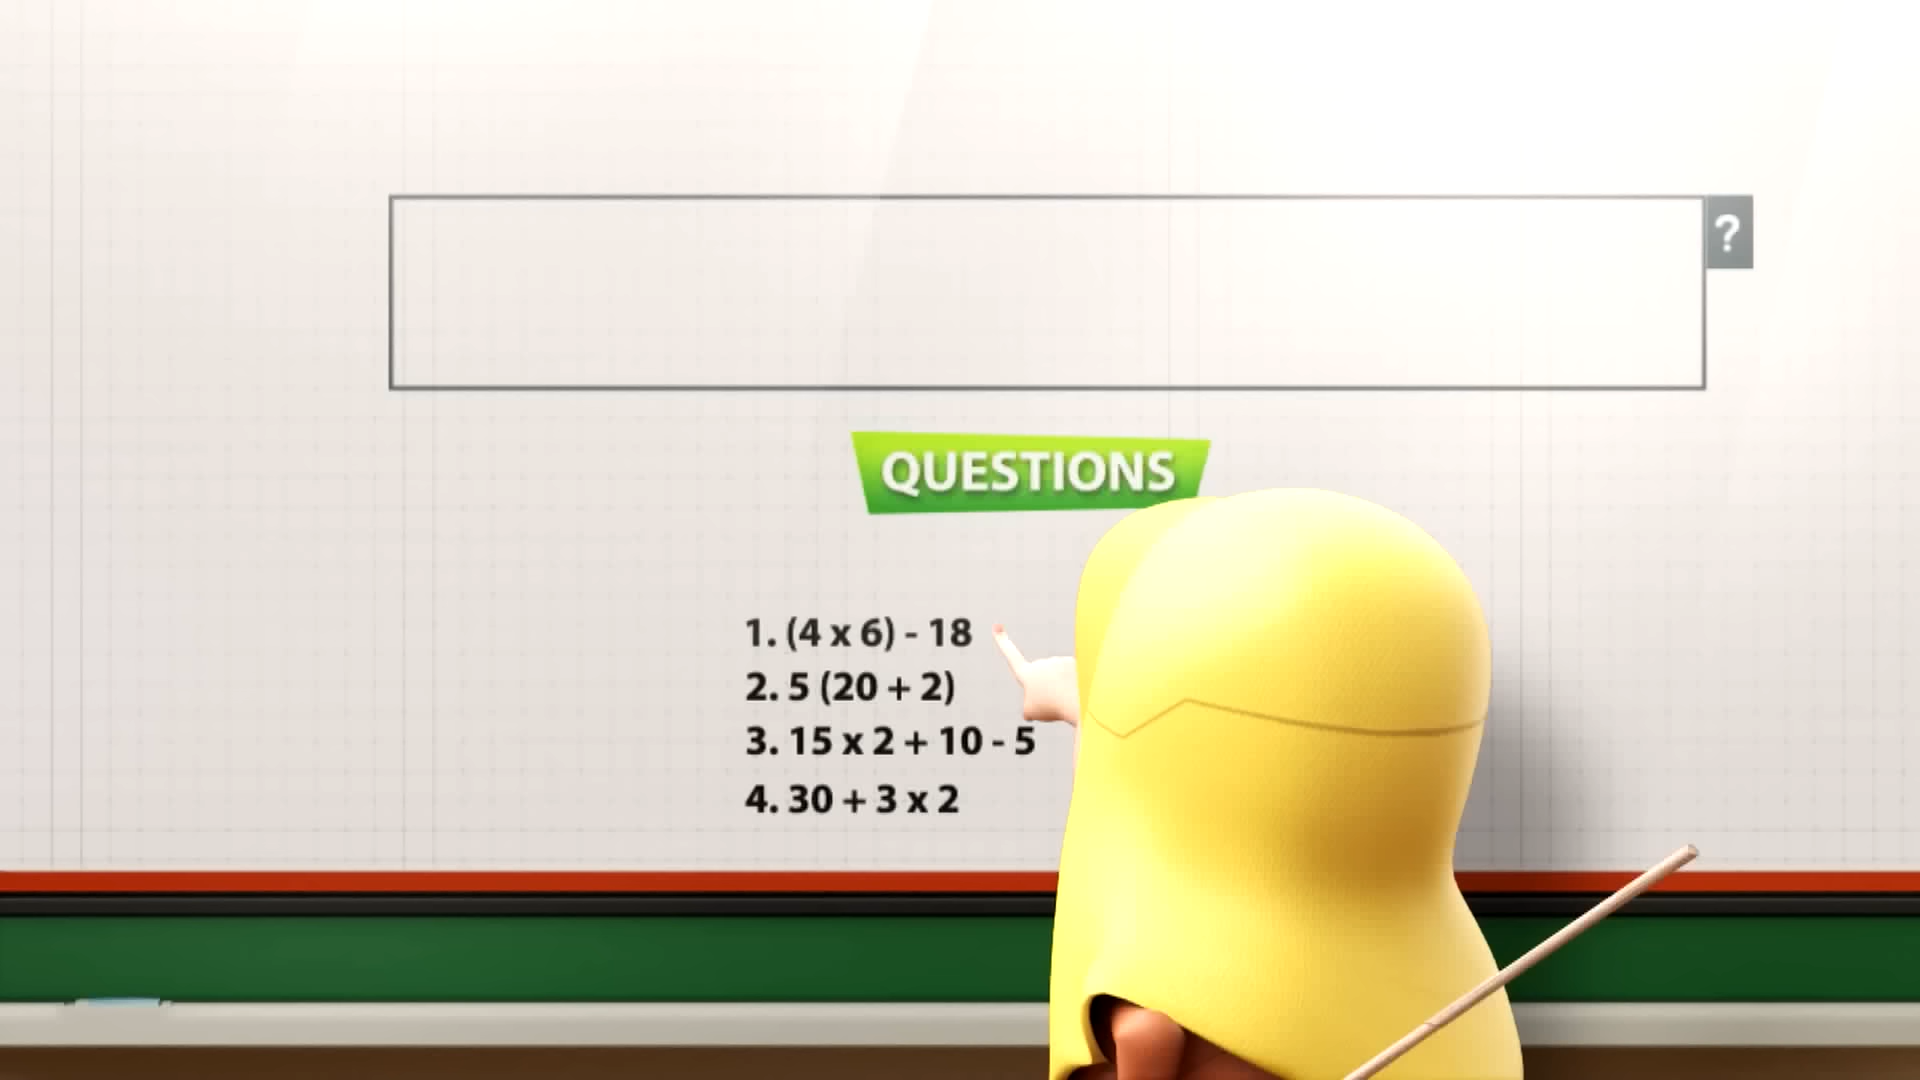 ?
QUESTIONS
1. (4 x 6) - 18
2. 5 (20 + 2)
3. 15 x 2 + 10 - 5
4. 30 + 3 x 2